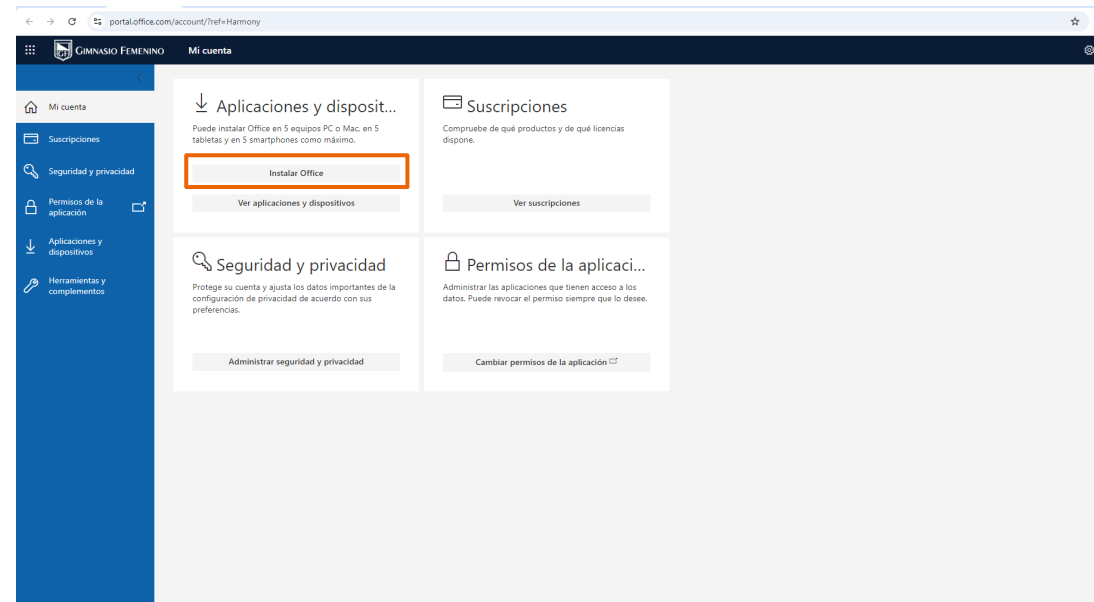 portal.office.com/account/?ref=Harmony
GIMNASIO FEMENINO
Mi cuenta
Mi cuenta
Suscripciones
Seguridad y privacidad
Permisos de la
aplicación
Aplicaciones y
dispositivos
Herramientas y
complementos
Aplicaciones y disposit...
Puede instalar Office en 5 equipos PC o Mac, en 5
tabletas y en 5 smartphones como máximo.
Instalar Office
Ver aplicaciones y dispositivos
Suscripciones
Compruebe de qué productos y de qué licencias
dispone.
Ver suscripciones
Seguridad y privacidad
Protege su cuenta y ajusta los datos importantes de la
configuración de privacidad de acuerdo con sus
preferencias.
Administrar seguridad y privacidad
Permisos de la aplicaci...
Administrar las aplicaciones que tienen acceso a los
datos. Puede revocar el permiso siempre que lo desee.
Cambiar permisos de la aplicación